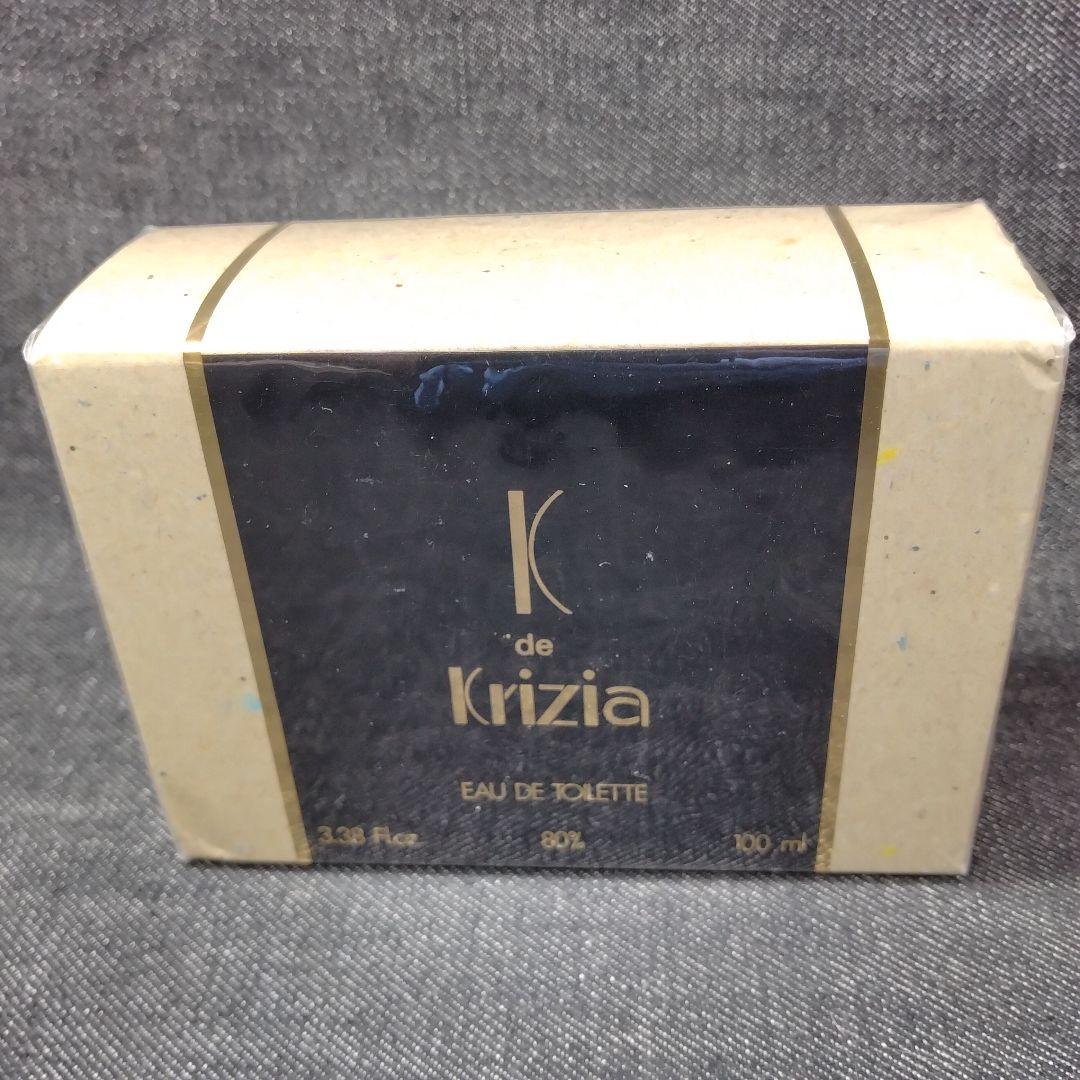 K
de
Krizia
EAU DE TOILETTE
3.38 Fl.oz. 80% 100 ml